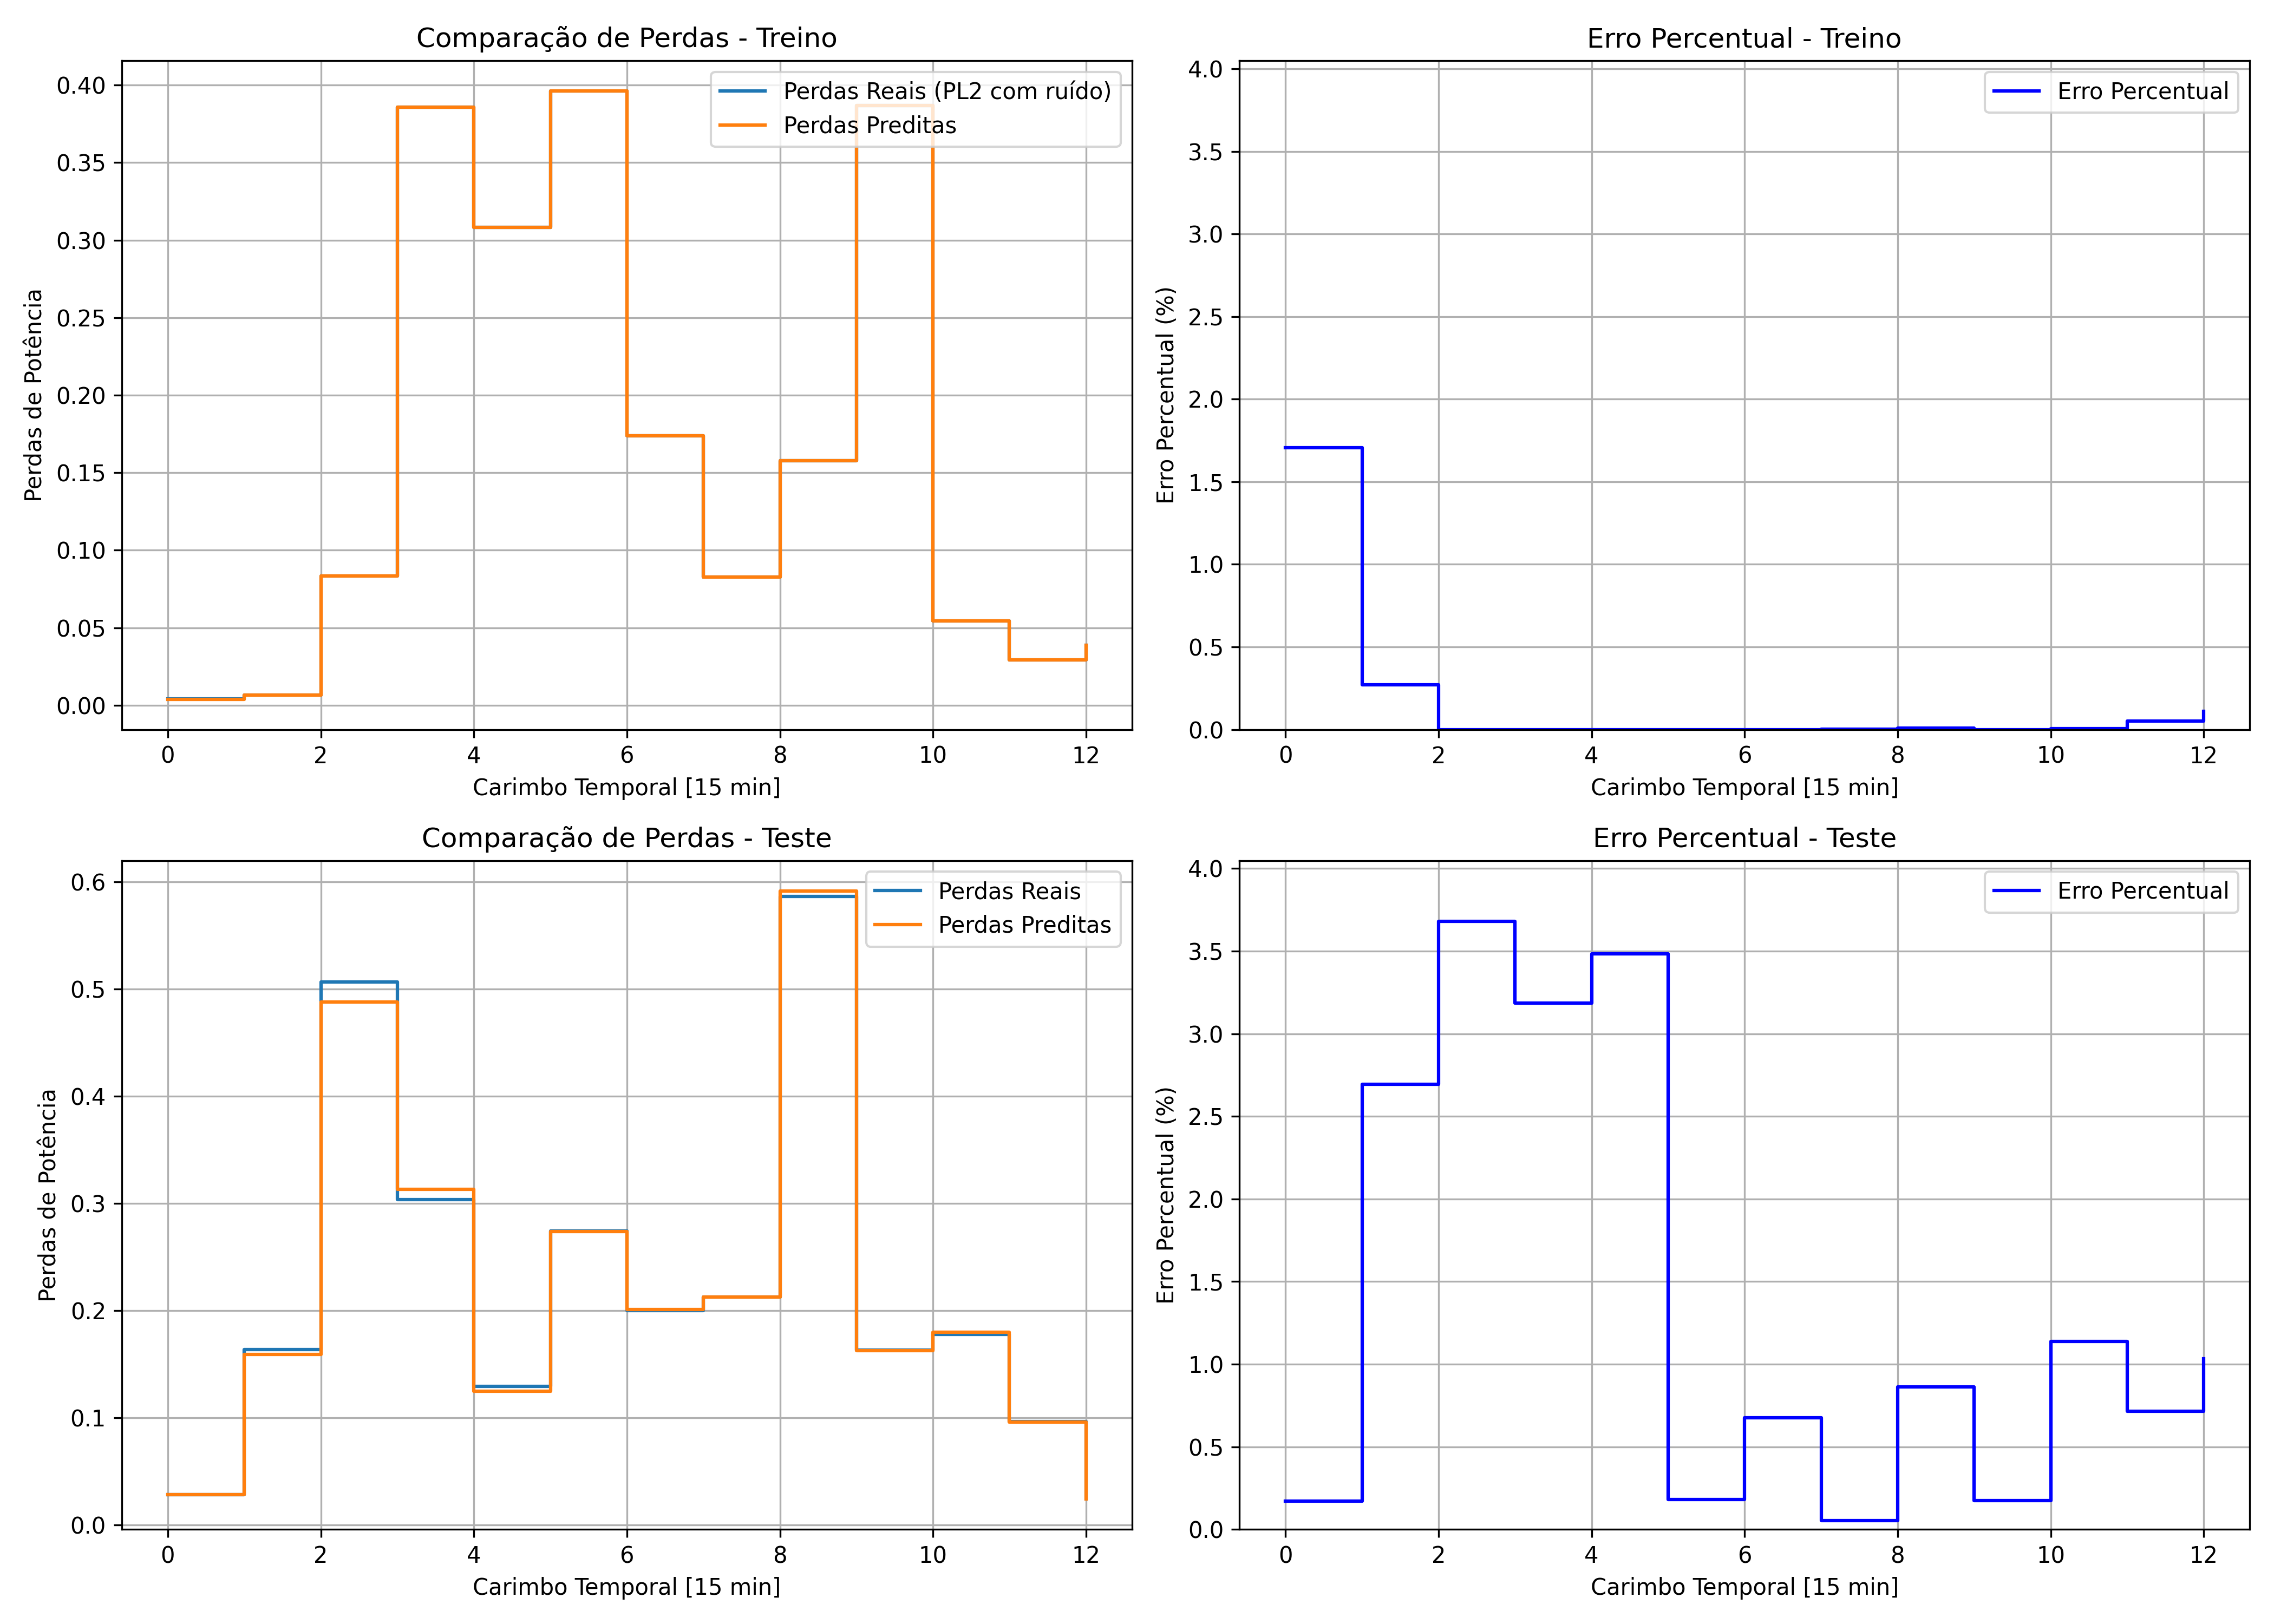 Comparação de Perdas - Treino
Perdas de Potência
0.40
0.35
0.30
0.25
0.20
0.15
0.10
0.05
0.00
Perdas Reais (PL2 com ruído)
Perdas Preditas
0 2 4 6 8 10 12
Carimbo Temporal [15 min]
Erro Percentual - Treino
Erro Percentual (%)
4.0
3.5
3.0
2.5
2.0
1.5
1.0
0.5
0.0
Erro Percentual
0 2 4 6 8 10 12
Carimbo Temporal [15 min]
Comparação de Perdas - Teste
Perdas de Potência
0.6
0.5
0.4
0.3
0.2
0.1
0.0
Perdas Reais
Perdas Preditas
0 2 4 6 8 10 12
Carimbo Temporal [15 min]
Erro Percentual - Teste
Erro Percentual (%)
4.0
3.5
3.0
2.5
2.0
1.5
1.0
0.5
0.0
Erro Percentual
0 2 4 6 8 10 12
Carimbo Temporal [15 min]